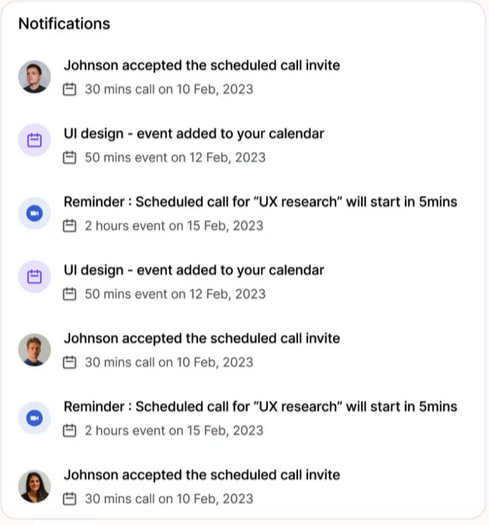 Notifications
Johnson accepted the scheduled call invite
30 mins call on 10 Feb, 2023
UI design - event added to your calendar
50 mins event on 12 Feb, 2023
Reminder : Scheduled call for “UX research” will start in 5mins
2 hours event on 15 Feb, 2023
UI design - event added to your calendar
50 mins event on 12 Feb, 2023
Johnson accepted the scheduled call invite
30 mins call on 10 Feb, 2023
Reminder : Scheduled call for “UX research” will start in 5mins
2 hours event on 15 Feb, 2023
Johnson accepted the scheduled call invite
30 mins call on 10 Feb, 2023